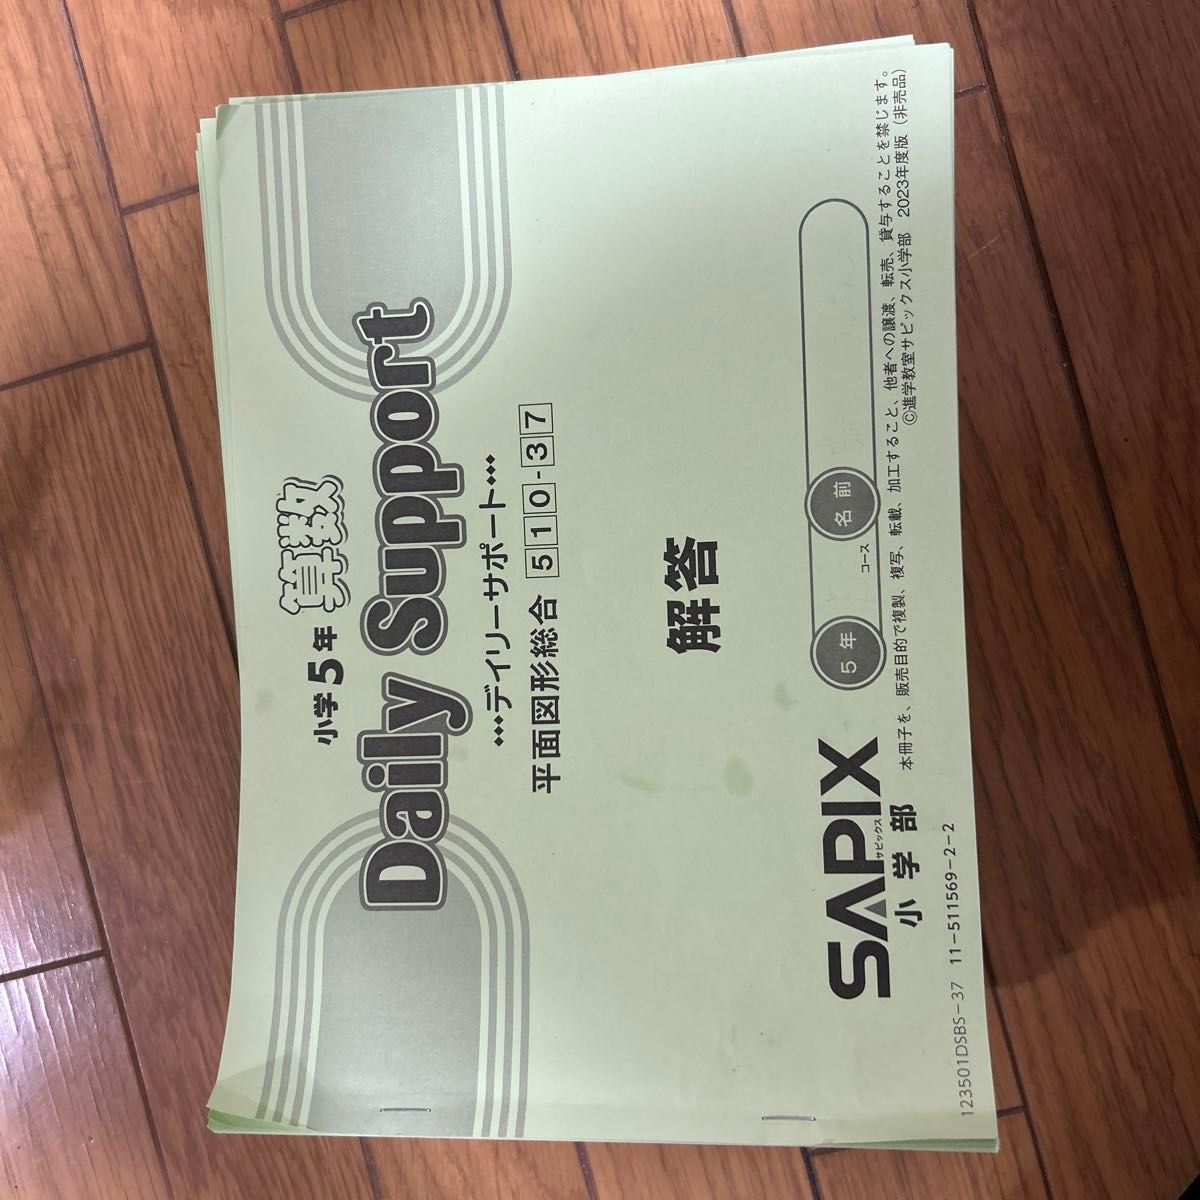 小学5年 算数
Daily Support
デイリーサポート
平面図形総合 510-37
解答
5年 コース 名前
SAPIX
サピックス
小学部
本冊子を、販売目的で複製、複写、転載、加工すること、他者への譲渡、転売、貸与することを禁じます。
©進学教室サピックス小学部 2023年度版(非売品)
123501DSBS-37 11-511569-2-2